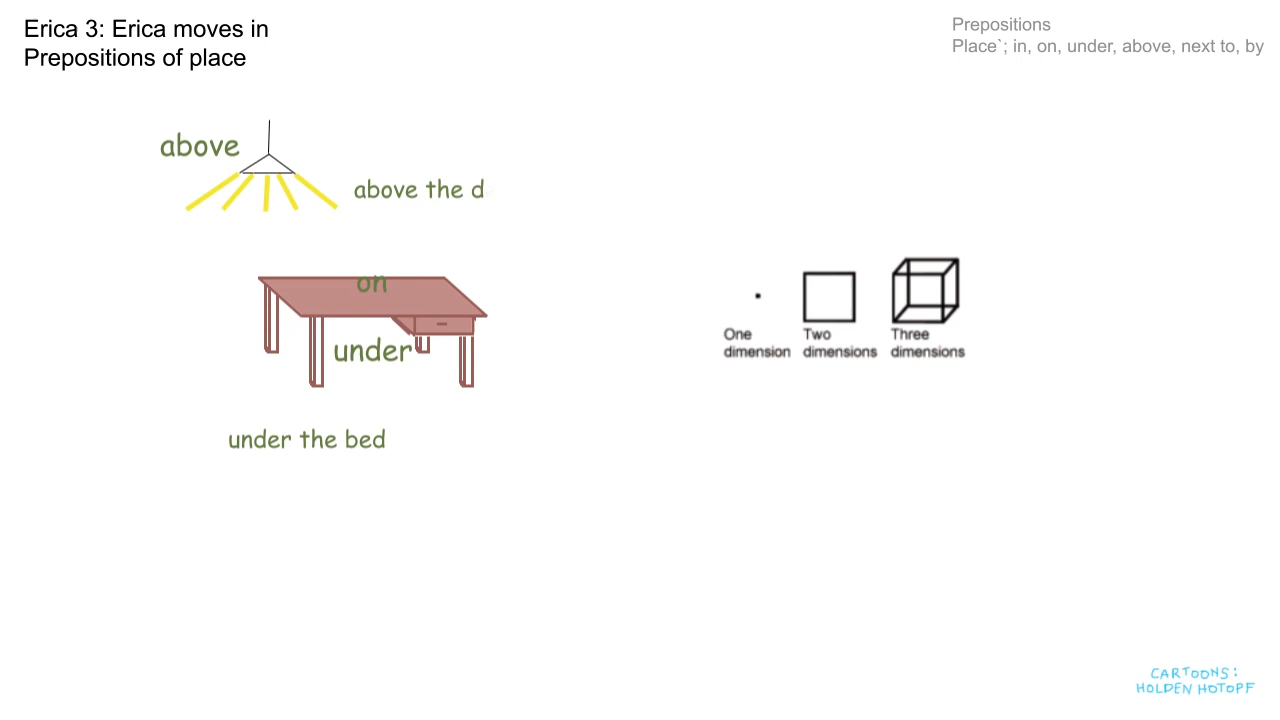 Erica 3: Erica moves in
Prepositions of place
Prepositions
Place`; in, on, under, above, next to, by
above
above the d
on
under
under the bed
One
dimension
Two
dimensions
Three
dimensions
CARTOONS:
HOLDEN HOTOPF